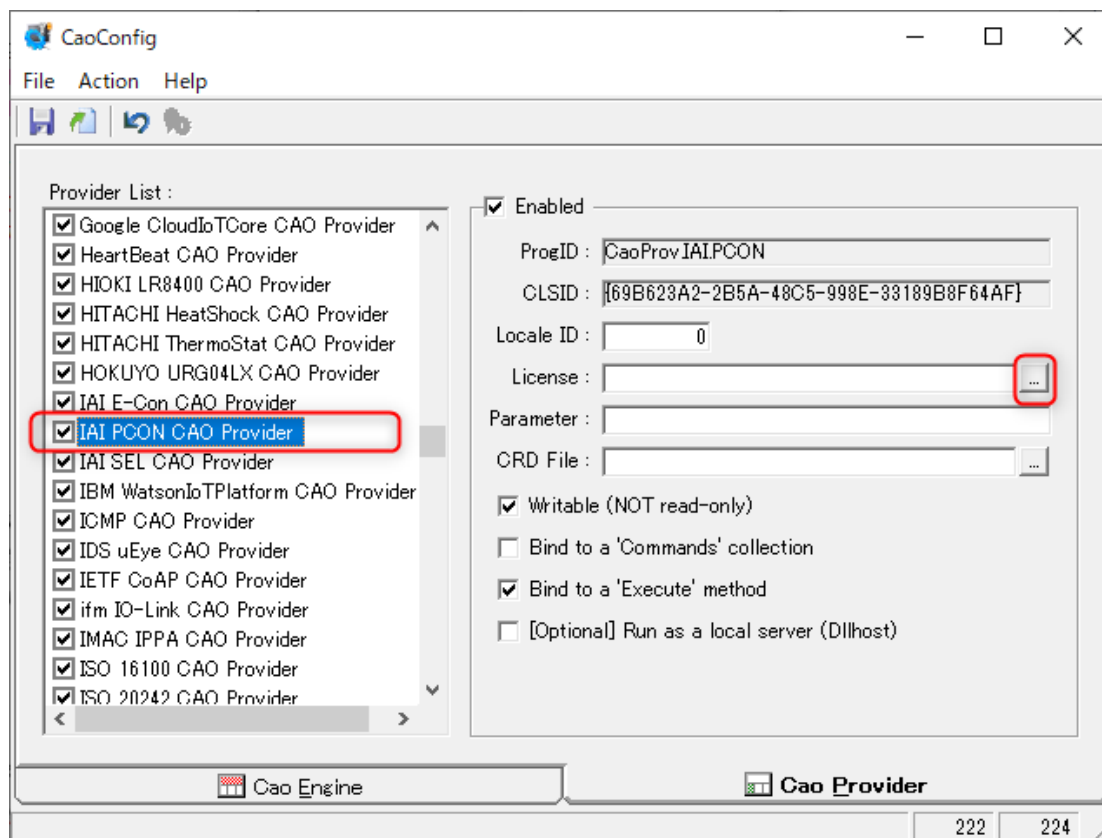 CaoConfig
File Action Help
Provider List :
Google CloudIoTCore CAO Provider
HeartBeat CAO Provider
HIOKI LR8400 CAO Provider
HITACHI HeatShock CAO Provider
HITACHI ThermoStat CAO Provider
HOKUYO URG04LX CAO Provider
IAI E-Con CAO Provider
IAI PCON CAO Provider
IAI SEL CAO Provider
IBM WatsonIoTPlatform CAO Provider
ICMP CAO Provider
IDS uEye CAO Provider
IETF CoAP CAO Provider
ifm IO-Link CAO Provider
IMAC IPPA CAO Provider
ISO 16100 CAO Provider
ISO 20242 CAO Provider
Enabled
ProgID : CaoProv.IAI.PCON
CLSID : {69B623A2-2B5A-48C5-998E-33189B8F64AF}
Locale ID : 0
License : ...
Parameter :
CRD File : ...
Writable (NOT read-only)
Bind to a 'Commands' collection
Bind to a 'Execute' method
[Optional] Run as a local server (Dllhost)
Cao Engine
Cao Provider
222 224